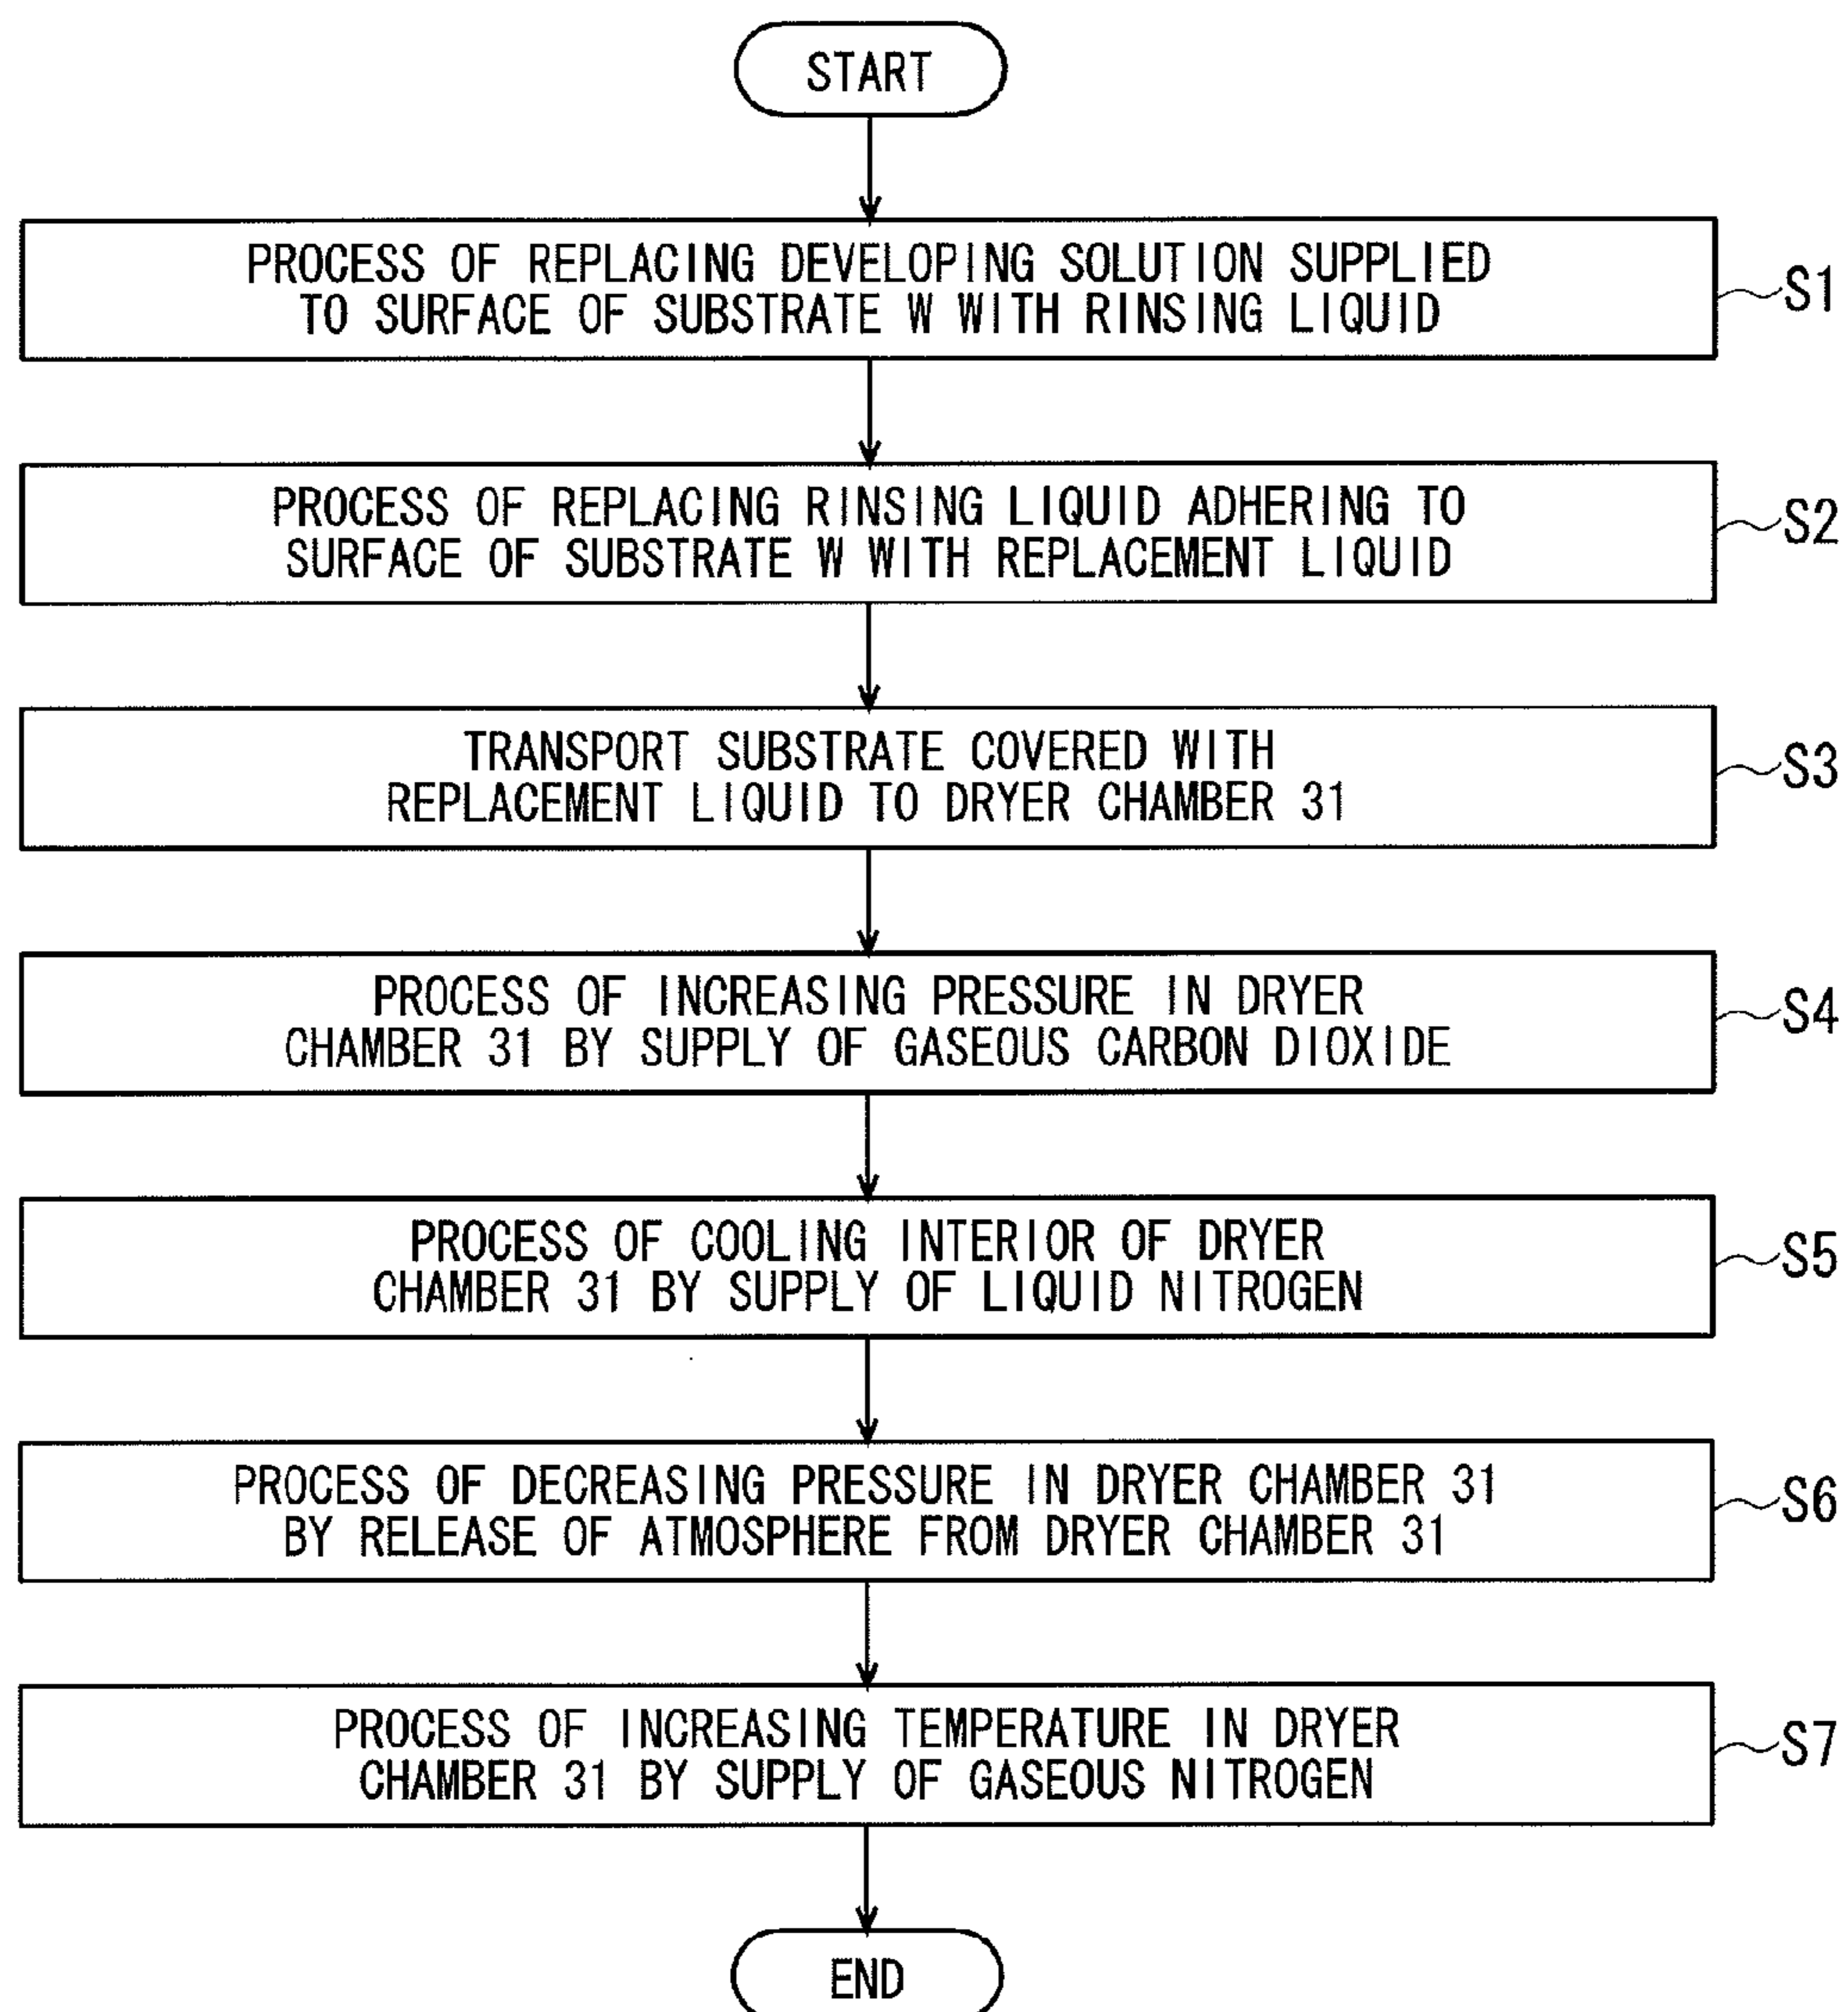 START
PROCESS OF REPLACING DEVELOPING SOLUTION SUPPLIED
TO SURFACE OF SUBSTRATE W WITH RINSING LIQUID
S1
PROCESS OF REPLACING RINSING LIQUID ADHERING TO
SURFACE OF SUBSTRATE W WITH REPLACEMENT LIQUID
S2
TRANSPORT SUBSTRATE COVERED WITH
REPLACEMENT LIQUID TO DRYER CHAMBER 31
S3
PROCESS OF INCREASING PRESSURE IN DRYER
CHAMBER 31 BY SUPPLY OF GASEOUS CARBON DIOXIDE
S4
PROCESS OF COOLING INTERIOR OF DRYER
CHAMBER 31 BY SUPPLY OF LIQUID NITROGEN
S5
PROCESS OF DECREASING PRESSURE IN DRYER CHAMBER 31
BY RELEASE OF ATMOSPHERE FROM DRYER CHAMBER 31
S6
PROCESS OF INCREASING TEMPERATURE IN DRYER
CHAMBER 31 BY SUPPLY OF GASEOUS NITROGEN
S7
END